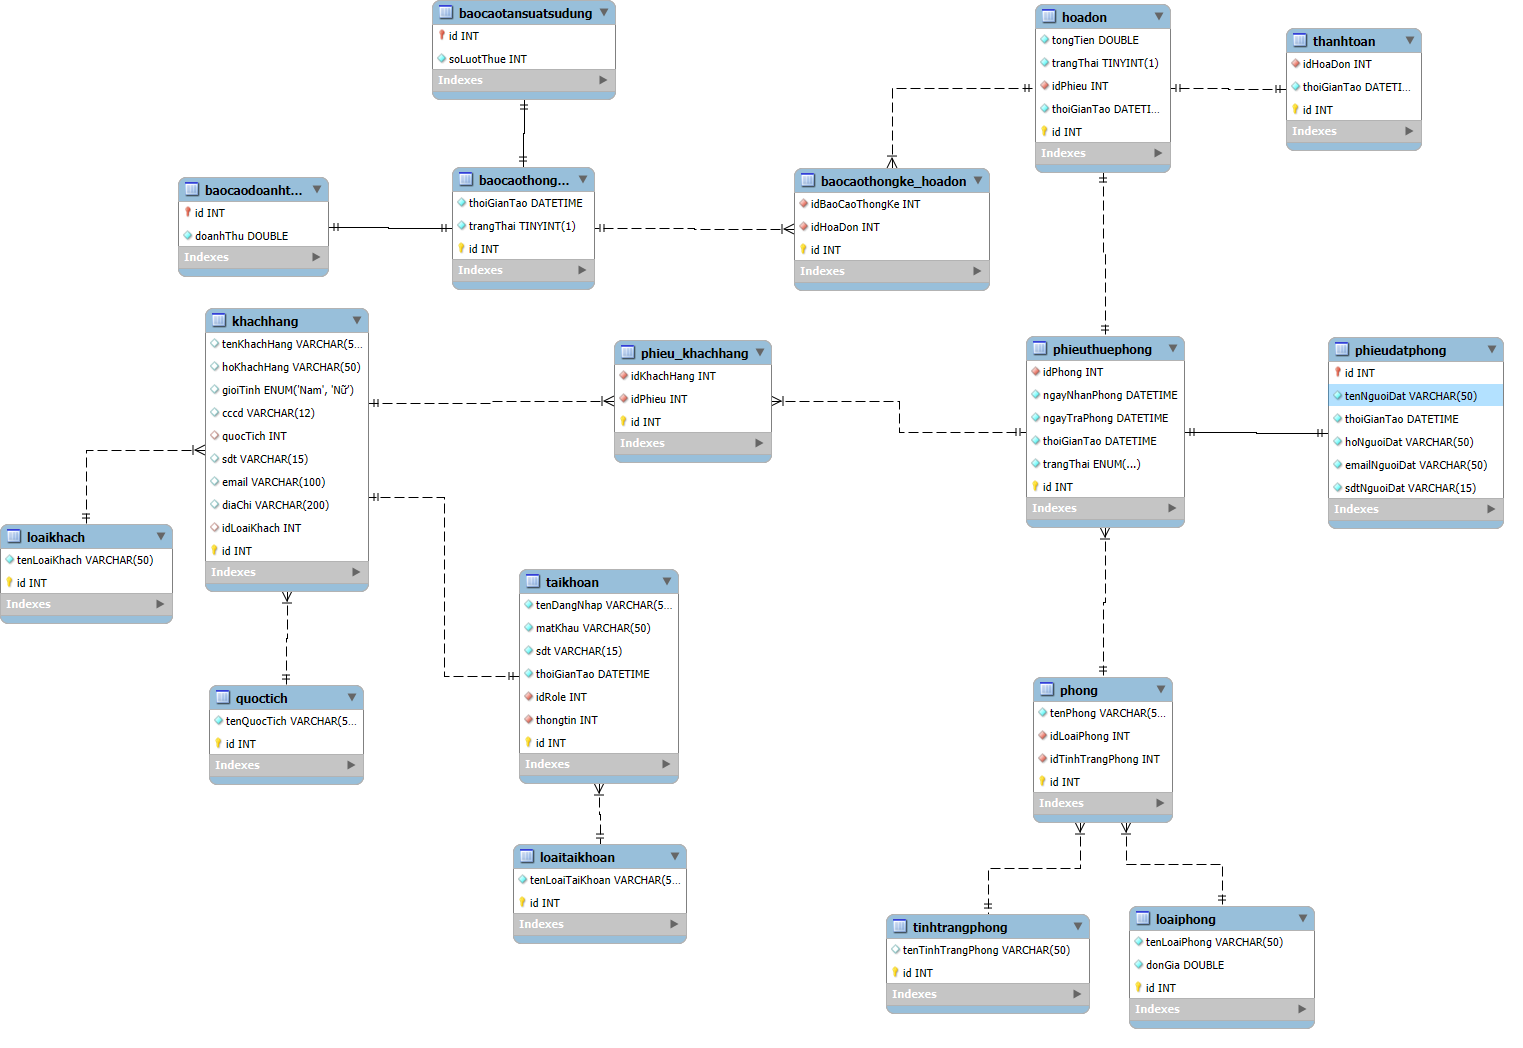 baocaotansuatsudung
id INT
soLuotThue INT
Indexes
hoadon
tongTien DOUBLE
trangThai TINYINT(1)
idPhieu INT
thoiGianTao DATETI...
id INT
Indexes
thanhtoan
idHoaDon INT
thoiGianTao DATETI...
id INT
Indexes
baocaodoanht...
id INT
doanhThu DOUBLE
Indexes
baocaothong...
thoiGianTao DATETIME
trangThai TINYINT(1)
id INT
Indexes
baocaothongke_hoadon
idBaoCaoThongKe INT
idHoaDon INT
id INT
Indexes
khachhang
tenKhachHang VARCHAR(5...
hoKhachHang VARCHAR(50)
gioiTinh ENUM('Nam', 'Nữ')
cccd VARCHAR(12)
quocTich INT
sdt VARCHAR(15)
email VARCHAR(100)
diaChi VARCHAR(200)
idLoaiKhach INT
id INT
Indexes
phieu_khachhang
idKhachHang INT
idPhieu INT
id INT
Indexes
phieuthuephong
idPhong INT
ngayNhanPhong DATETIME
ngayTraPhong DATETIME
thoiGianTao DATETIME
trangThai ENUM(...)
id INT
Indexes
phieudatphong
id INT
tenNguoiDat VARCHAR(50)
thoiGianTao DATETIME
hoNguoiDat VARCHAR(50)
emailNguoiDat VARCHAR(50)
sdtNguoiDat VARCHAR(15)
Indexes
loaikhach
tenLoaiKhach VARCHAR(50)
id INT
Indexes
taikhoan
tenDangNhap VARCHAR(5...
matKhau VARCHAR(50)
sdt VARCHAR(15)
thoiGianTao DATETIME
idRole INT
thongtin INT
id INT
Indexes
quoctich
tenQuocTich VARCHAR(5...
id INT
Indexes
phong
tenPhong VARCHAR(5...
idLoaiPhong INT
idTinhTrangPhong INT
id INT
Indexes
loaitaikhoan
tenLoaiTaiKhoan VARCHAR(5...
id INT
Indexes
tinhtrangphong
tenTinhTrangPhong VARCHAR(50)
id INT
Indexes
loaiphong
tenLoaiPhong VARCHAR(50)
donGia DOUBLE
id INT
Indexes